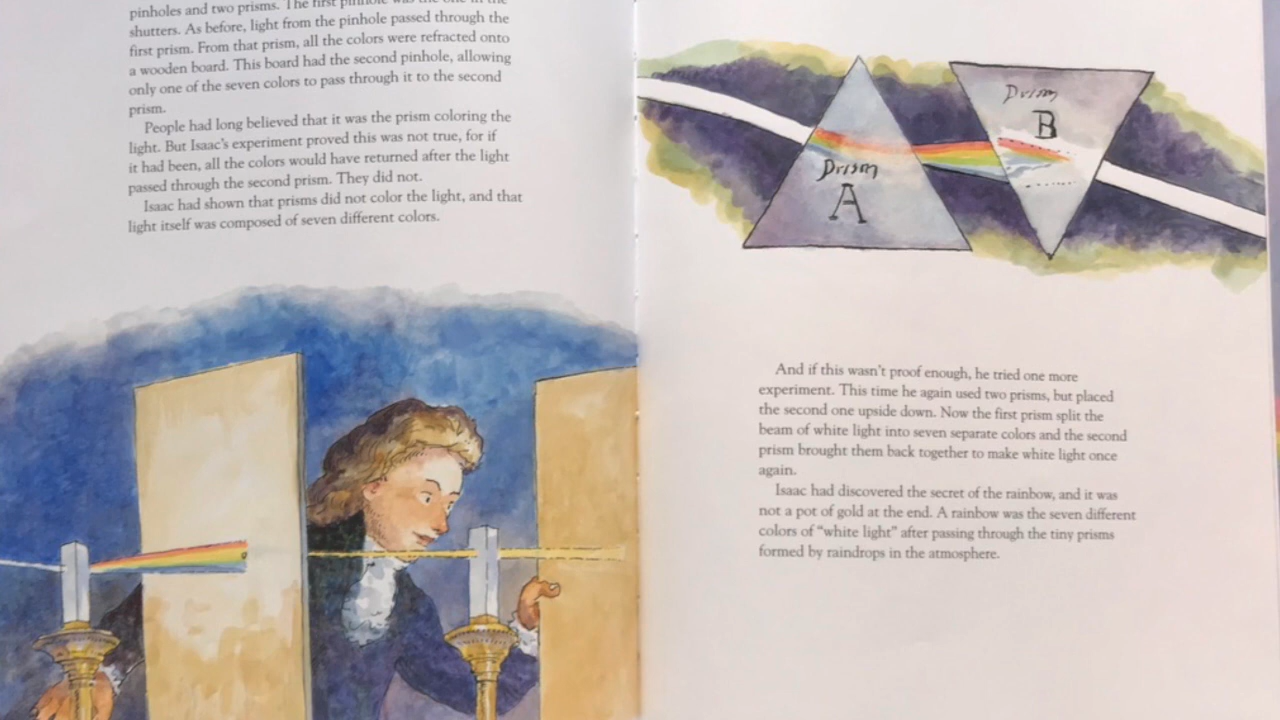 pinholes and two prisms. The first pinhole was the one in the
shutters. As before, light from the pinhole passed through the
first prism. From that prism, all the colors were refracted onto
a wooden board. This board had the second pinhole, allowing
only one of the seven colors to pass through it to the second
prism.
People had long believed that it was the prism coloring the
light. But Isaac's experiment proved this was not true, for if
it had been, all the colors would have returned after the light
passed through the second prism. They did not.
Isaac had shown that prisms did not color the light, and that
light itself was composed of seven different colors.
Prism
A
Prism
B
And if this wasn't proof enough, he tried one more
experiment. This time he again used two prisms, but placed
the second one upside down. Now the first prism split the
beam of white light into seven separate colors and the second
prism brought them back together to make white light once
again.
Isaac had discovered the secret of the rainbow, and it was
not a pot of gold at the end. A rainbow was the seven different
colors of “white light” after passing through the tiny prisms
formed by raindrops in the atmosphere.